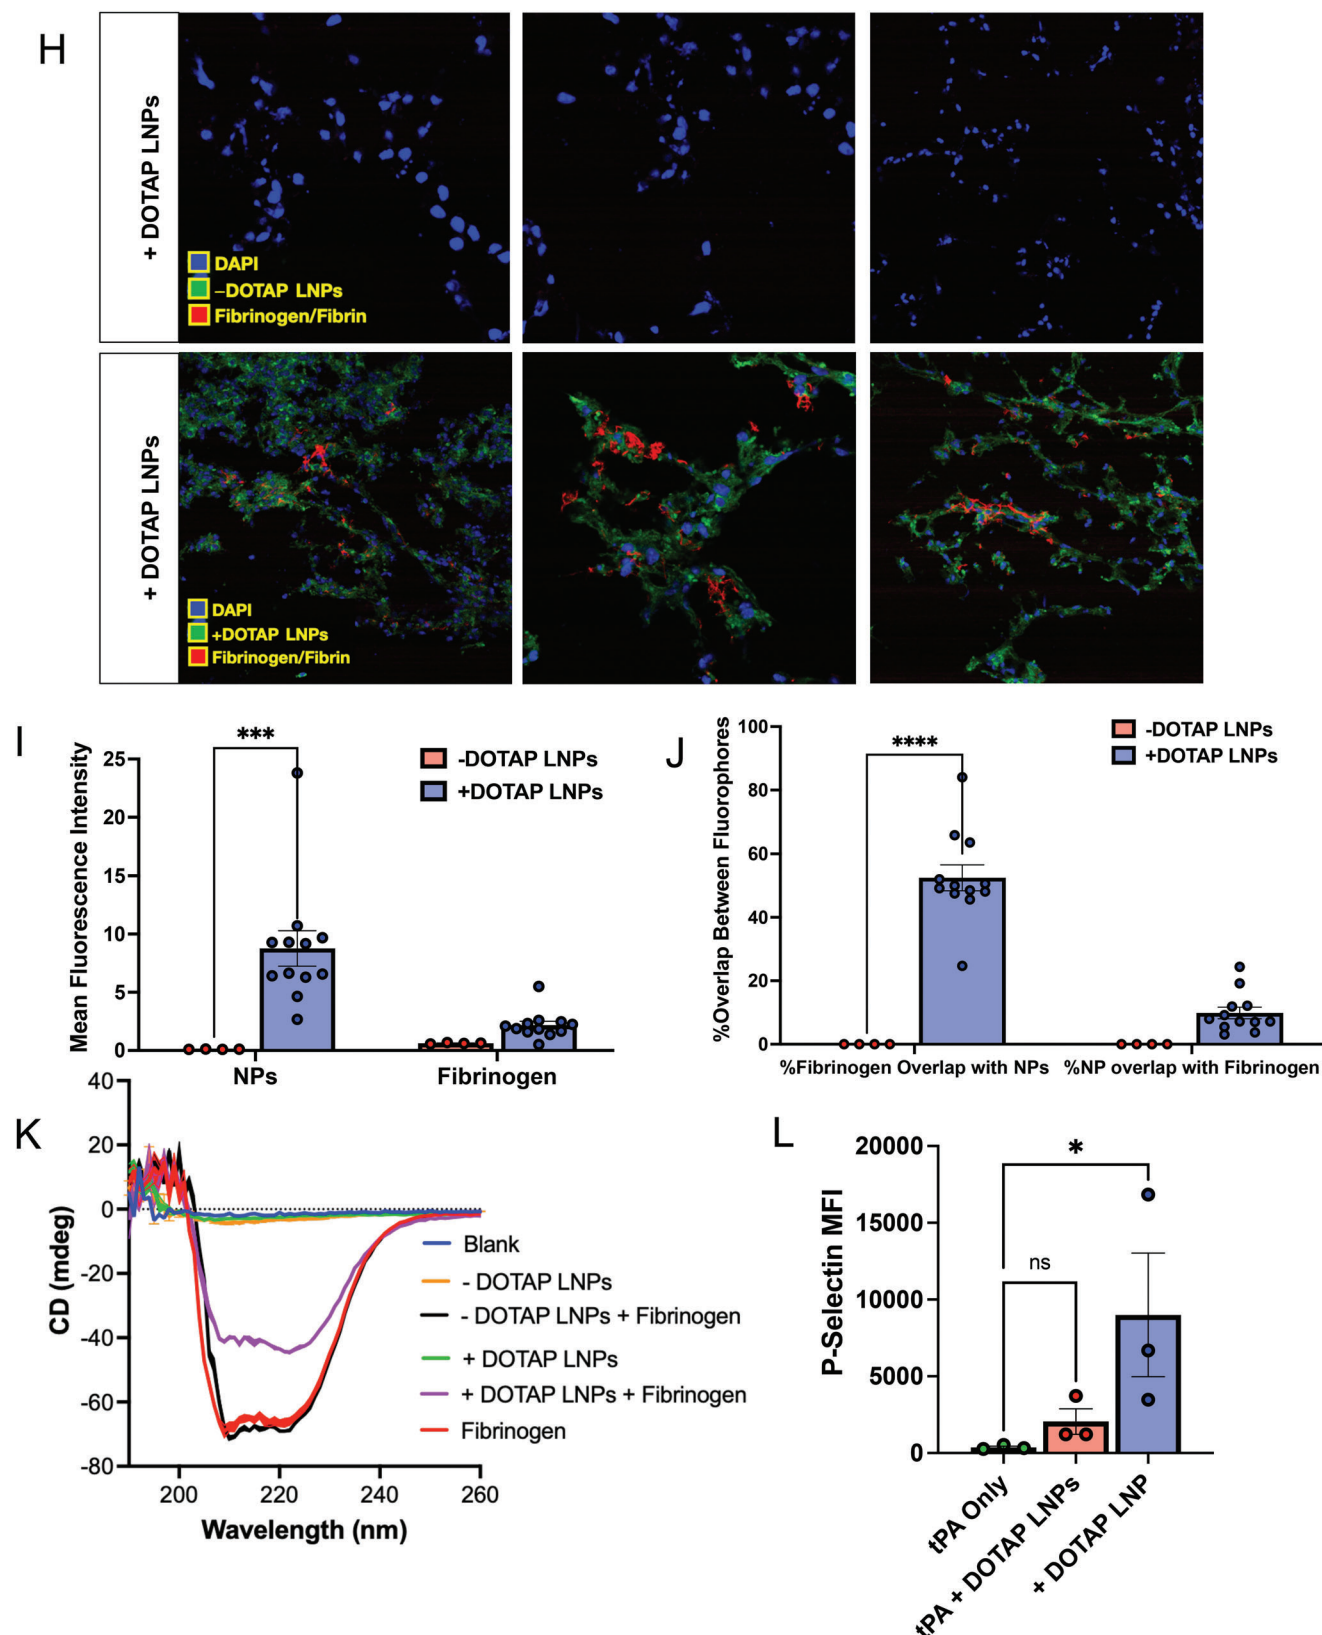 H
+ DOTAP LNPs
DAPI
–DOTAP LNPs
Fibrinogen/Fibrin
+ DOTAP LNPs
DAPI
+DOTAP LNPs
Fibrinogen/Fibrin
I
Mean Fluorescence Intensity
25
20
15
10
5
0
***
-DOTAP LNPs
+DOTAP LNPs
NPs
Fibrinogen
J
%Overlap Between Fluorophores
100
80
60
40
20
0
****
-DOTAP LNPs
+DOTAP LNPs
%Fibrinogen Overlap with NPs
%NP overlap with Fibrinogen
K
CD (mdeg)
40
20
0
-20
-40
-60
-80
Blank
- DOTAP LNPs
- DOTAP LNPs + Fibrinogen
+ DOTAP LNPs
+ DOTAP LNPs + Fibrinogen
Fibrinogen
200
220
240
260
Wavelength (nm)
L
P-Selectin MFI
20000
15000
10000
5000
0
*
ns
tPA Only
tPA + DOTAP LNPs
+ DOTAP LNP